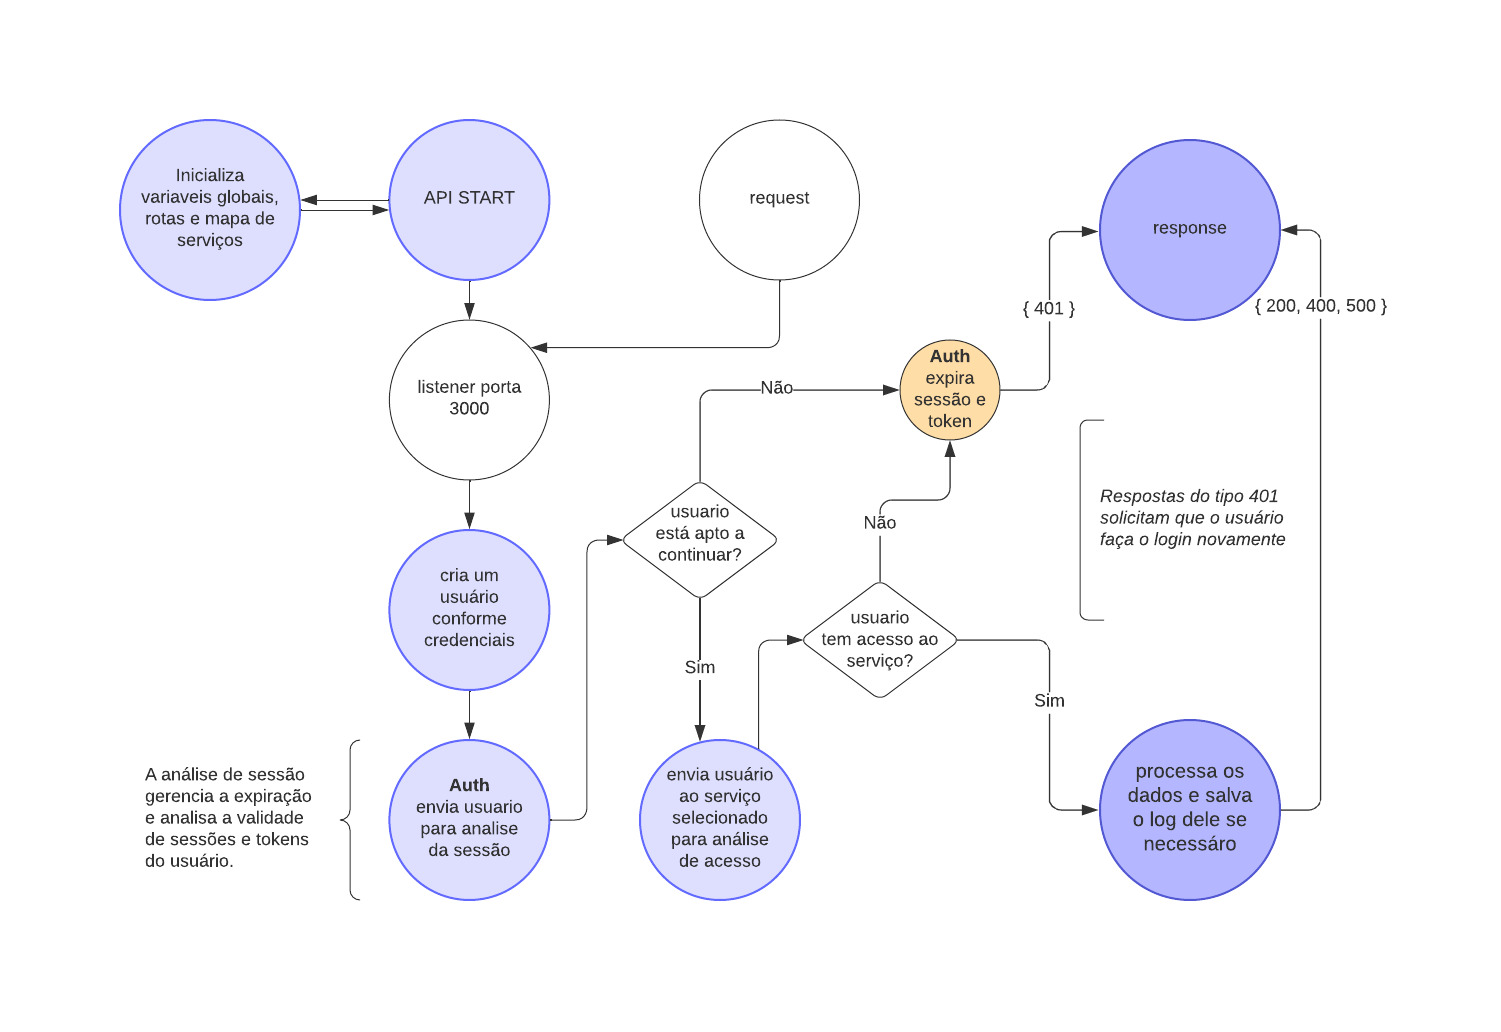 Inicializa
variaveis globais,
rotas e mapa de
serviços
API START
request
response
{ 401 }
{ 200, 400, 500 }
listener porta
3000
Auth
expira
sessão e
token
Não
usuario
está apto a
continuar?
Não
Respostas do tipo 401
solicitam que o usuário
faça o login novamente
cria um
usuário
conforme
credenciais
usuario
tem acesso ao
serviço?
Sim
Sim
A análise de sessão
gerencia a expiração
e analisa a validade
de sessões e tokens
do usuário.
Auth
envia usuario
para analise
da sessão
envia usuário
ao serviço
selecionado
para análise
de acesso
processa os
dados e salva
o log dele se
necessáro